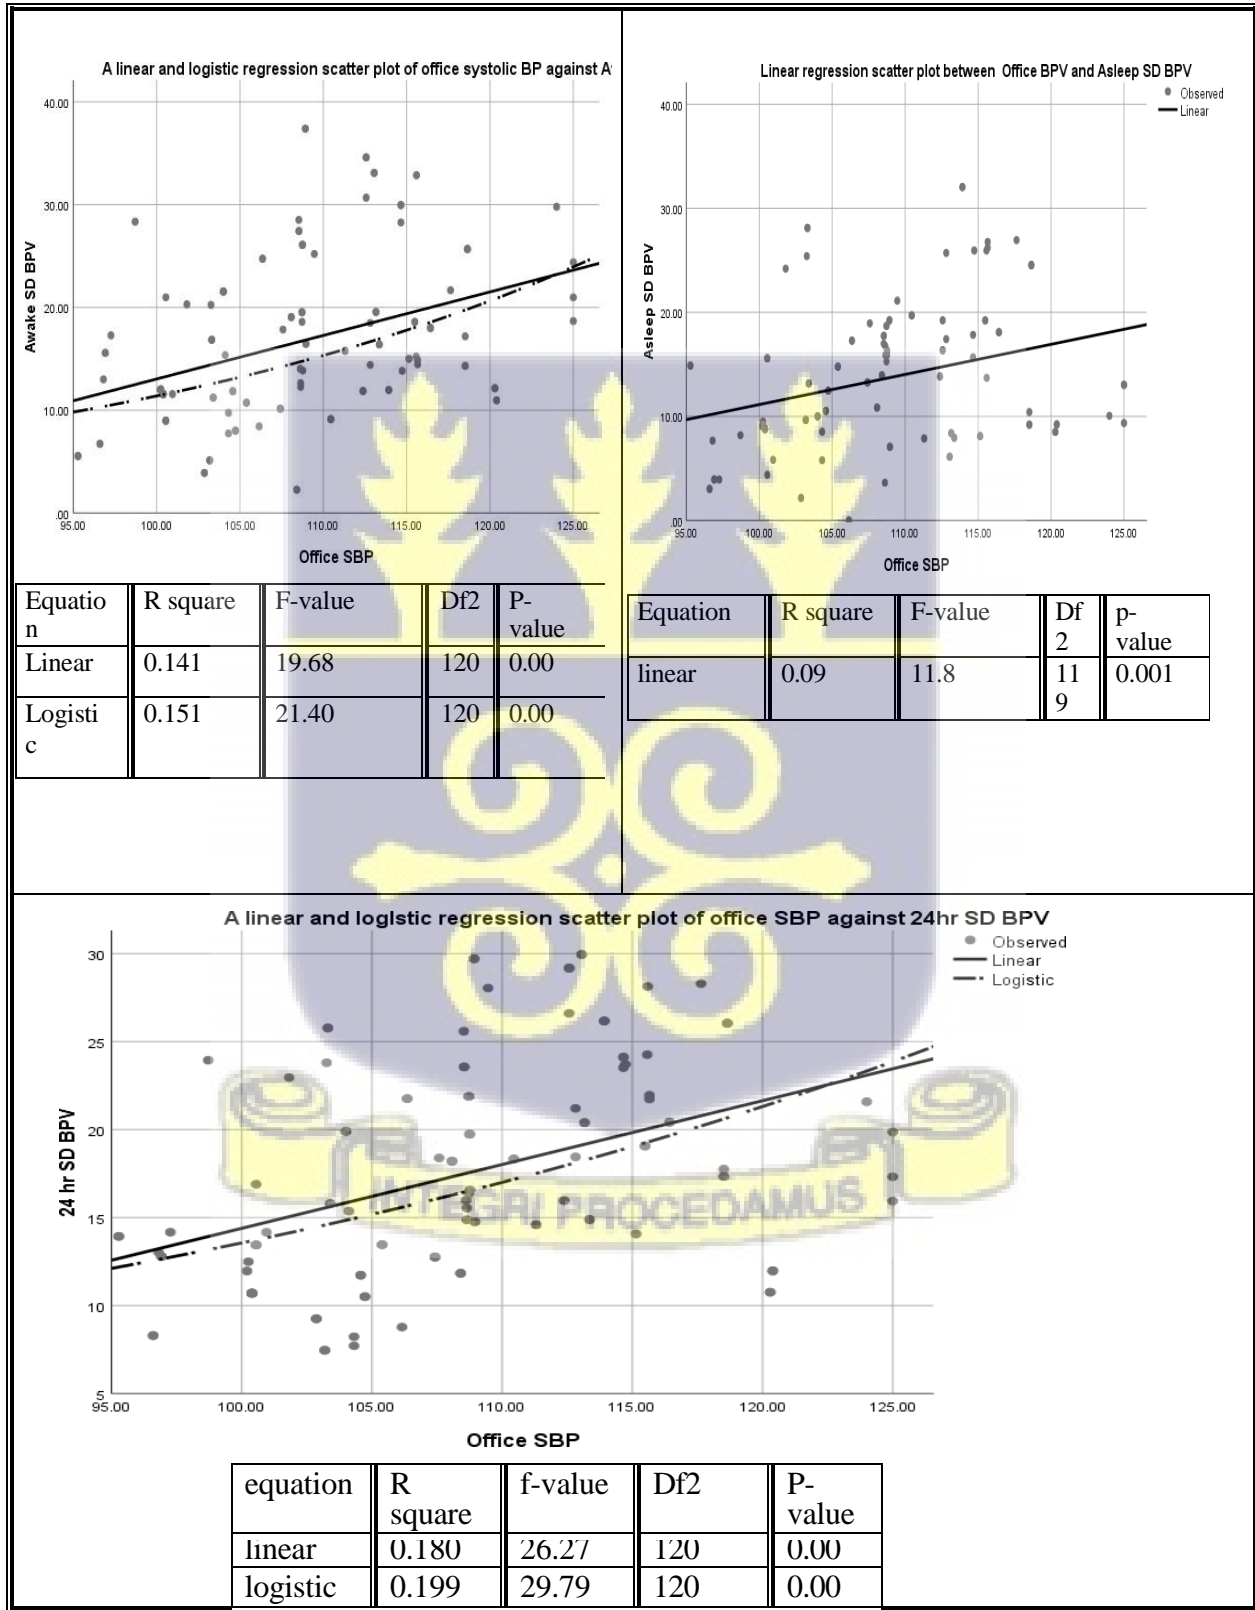 A linear and logistic regression scatter plot of office systolic BP against A
40.00
30.00
20.00
10.00
.00
Awake SD BPV
95.00 100.00 105.00 110.00 115.00 120.00 125.00
Office SBP
Equatio
n
R square
F-value
Df2
P-
value
Linear 0.141 19.68 120 0.00
Logisti
c
0.151 21.40 120 0.00
Linear regression scatter plot between Office BPV and Asleep SD BPV
Observed
Linear
40.00
30.00
20.00
10.00
.00
Asleep SD BPV
95.00 100.00 105.00 110.00 115.00 120.00 125.00
Office SBP
Equation R square F-value
Df
2
p-
value
linear 0.09 11.8
11
9
0.001
A linear and logIstic regression scatter plot of office SBP against 24hr SD BPV
Observed
Linear
Logistic
30
25
20
15
10
5
24 hr SD BPV
95.00 100.00 105.00 110.00 115.00 120.00 125.00
Office SBP
INTEGRI PROCEDAMUS
equation
R
square
f-value
Df2
P-
value
linear 0.180 26.27 120 0.00
logistic 0.199 29.79 120 0.00